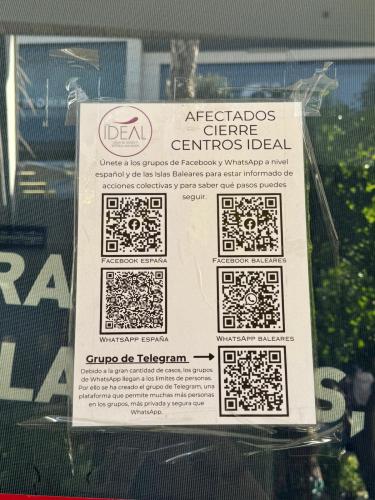 IDEAL
AFECTADOS
CIERRE
CENTROS IDEAL
Únete a los grupos de Facebook y WhatsApp a nivel
español y de las Islas Baleares para estar informado de
acciones colectivas y para saber qué pasos puedes
seguir.
FACEBOOK ESPAÑA
FACEBOOK BALEARES
WHATSAPP ESPAÑA
WHATSAPP BALEARES
Grupo de Telegram
Debido a la gran cantidad de casos, los grupos
de WhatsApp llegan a los límites de personas.
Por ello se ha creado el grupo de Telegram, una
plataforma que permite muchas más personas
en los grupos, más privada y segura que
WhatsApp.
RA
LA
S,